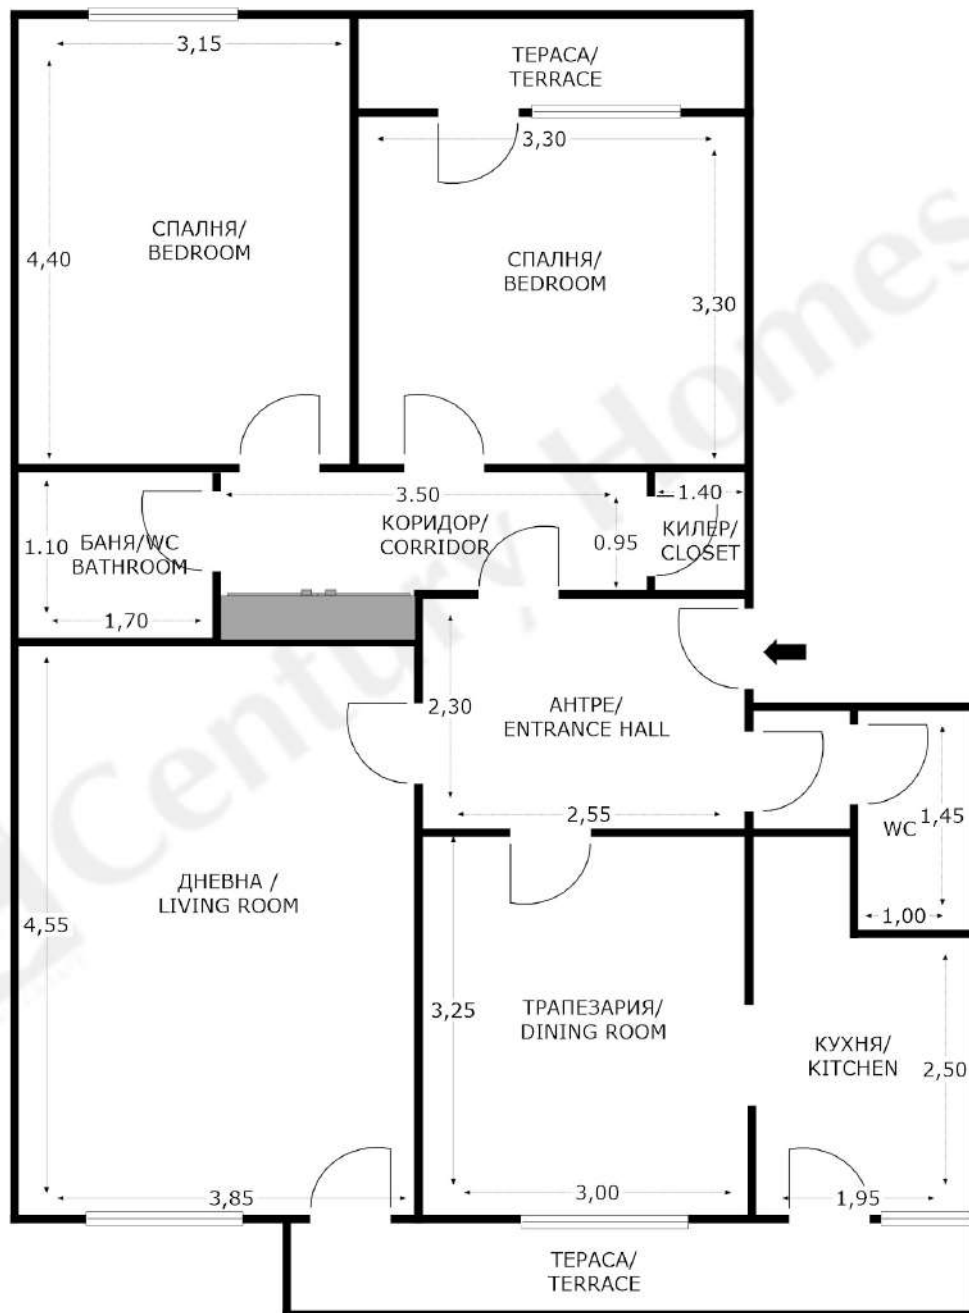 3,15
ТЕРАСА/
TERRACE
3,30
СПАЛНЯ/
BEDROOM
4,40
СПАЛНЯ/
BEDROOM
3,30
3.50
1.40
КОРИДОР/
CORRIDOR
0.95
КИЛЕР/
CLOSET
1.10
БАНЯ/WC
BATHROOM
1,70
2,30
АНТРЕ/
ENTRANCE HALL
2,55
WC
1,45
1,00
ДНЕВНА /
LIVING ROOM
4,55
3,25
ТРАПЕЗАРИЯ/
DINING ROOM
КУХНЯ/
KITCHEN
2,50
3,85
3,00
1,95
ТЕРАСА/
TERRACE
Century Homes